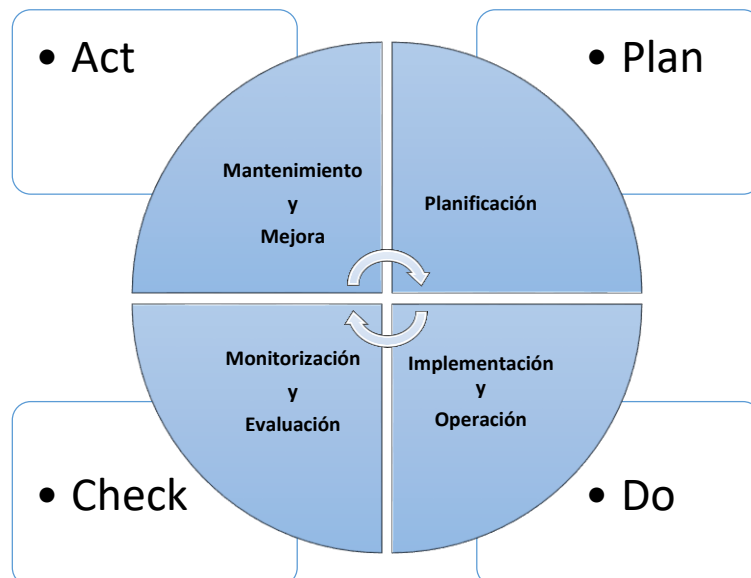 • Act
• Plan
Mantenimiento
y
Mejora
Planificación
Monitorización
y
Evaluación
Implementación
y
Operación
• Check
• Do